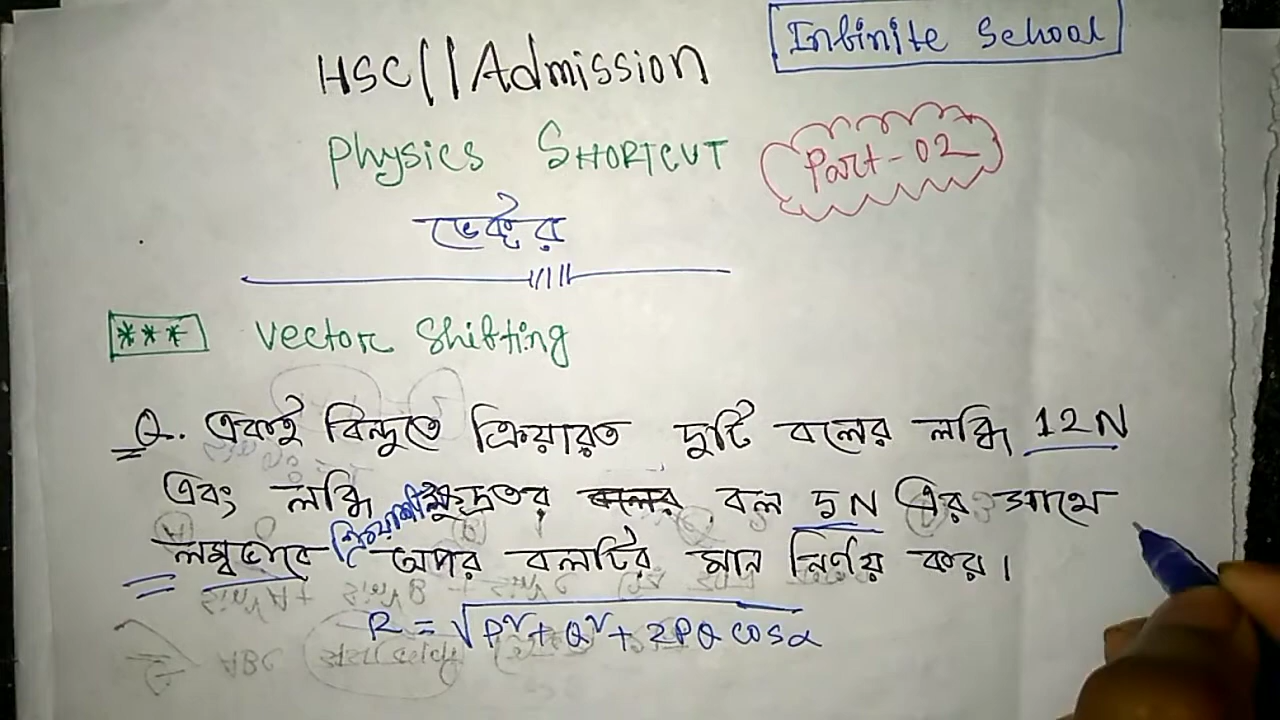 Infinite School
HSC // Admission
Physics SHORTCUT
Part-02
ভেক্টর
*** Vector Shifting
Q. একই বিন্দুতে ক্রিয়ারত দুটি বলের লব্ধি 12N
এবং লব্ধি ক্ষুদ্রতর বল 5N এর সাথে
লম্বভাবে ক্রিয়াশীল অপর বলটির মান নির্ণয় কর।
R = √P²+Q²+2PQ cosα